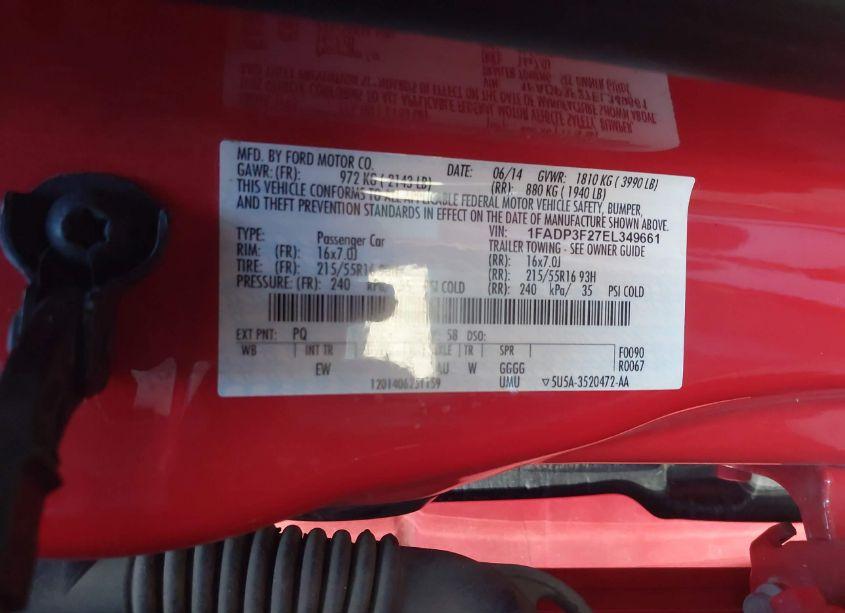 MFD. BY FORD MOTOR CO.
DATE: 06/14 GVWR: 1810 KG ( 3990 LB)
GAWR: (FR) 972 KG ( 2143 LB) (RR): 880 KG ( 1940 LB)
THIS VEHICLE CONFORMS TO ALL APPLICABLE FEDERAL MOTOR VEHICLE SAFETY, BUMPER,
AND THEFT PREVENTION STANDARDS IN EFFECT ON THE DATE OF MANUFACTURE SHOWN ABOVE.
VIN: 1FADP3F27EL349661
TYPE: Passenger Car TRAILER TOWING - SEE OWNER GUIDE
RIM: (FR): 16x7.0J (RR): 16x7.0J
TIRE: (FR): 215/55R16 (RR): 215/55R16 93H
PRESSURE: (FR): 240 PSI COLD (RR): 240 kPa/ 35 PSI COLD
EXT PNT: PQ 58 DSO:
WB INT TR TR SPR F0090
EW W GGGG R0067
UMU 5U5A-3520472-AA